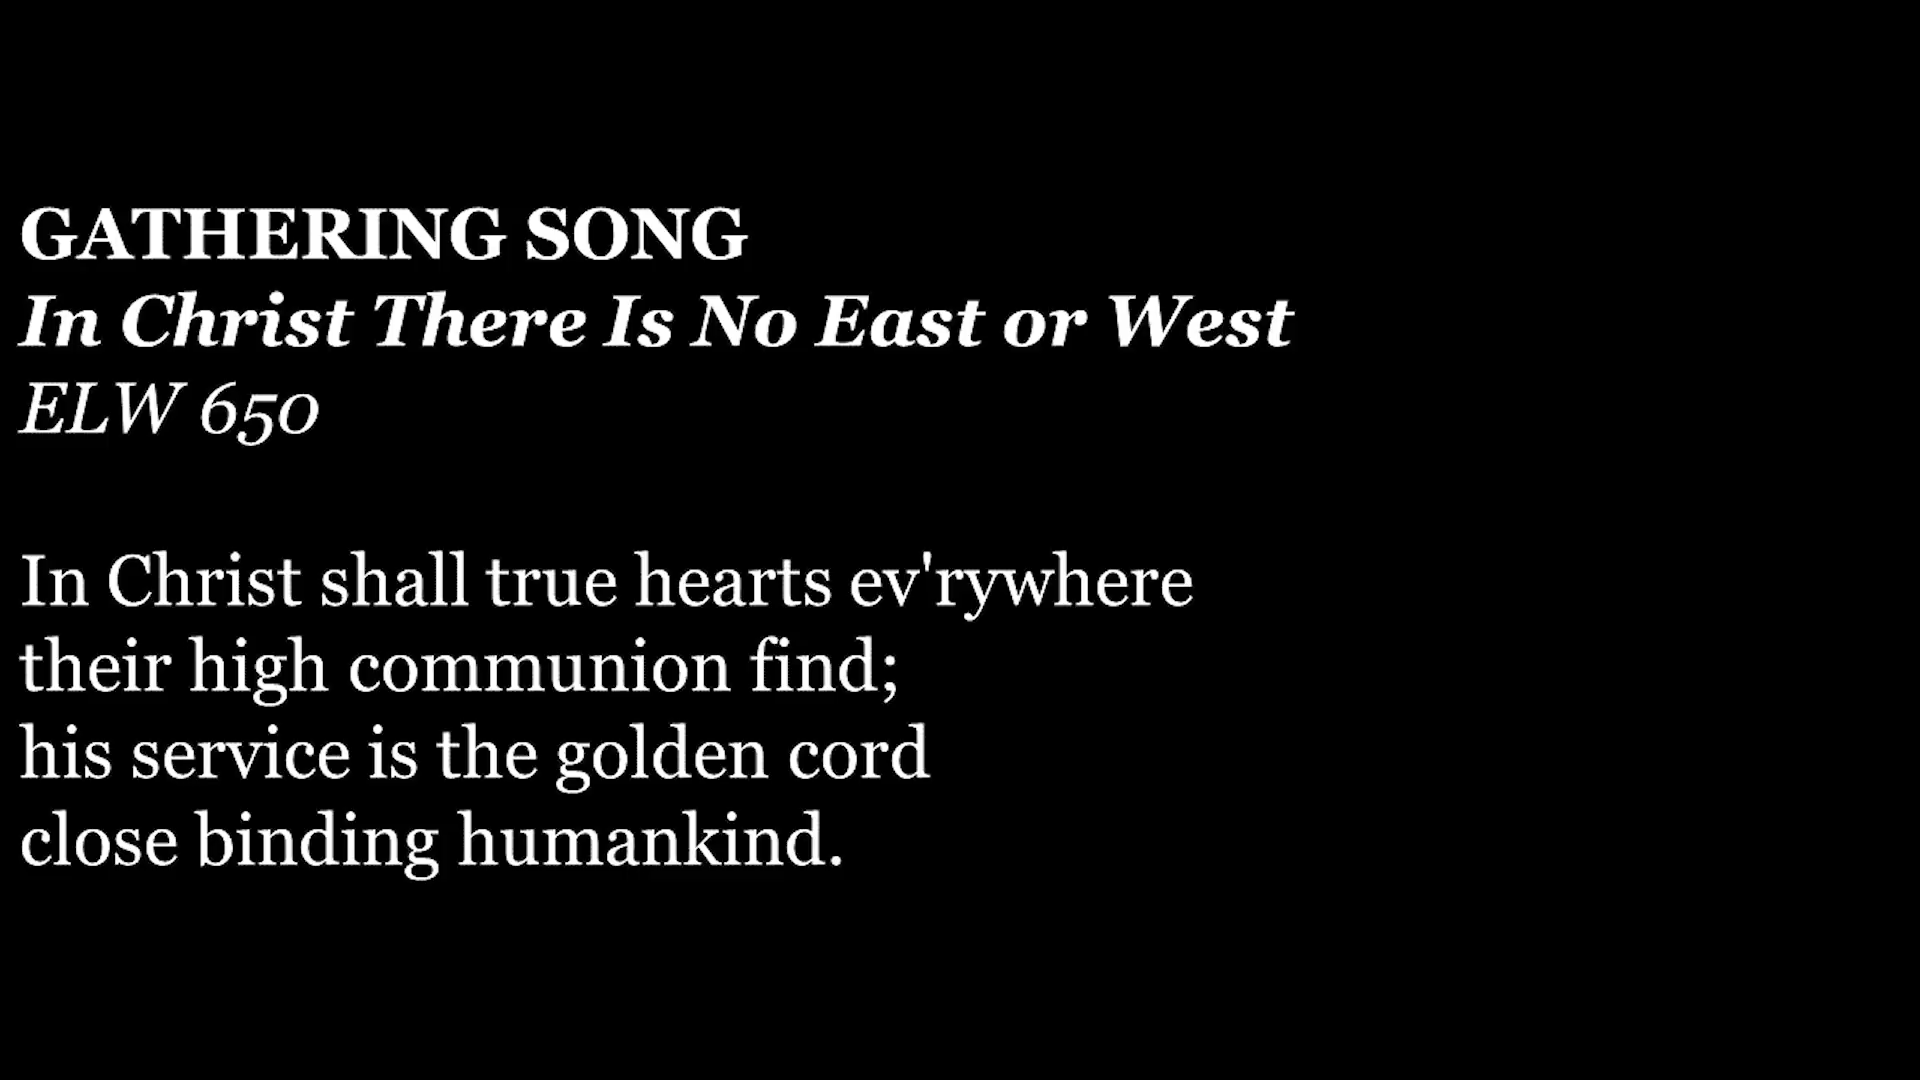 GATHERING SONG
In Christ There Is No East or West
ELW 650
In Christ shall true hearts ev'rywhere
their high communion find;
his service is the golden cord
close binding humankind.